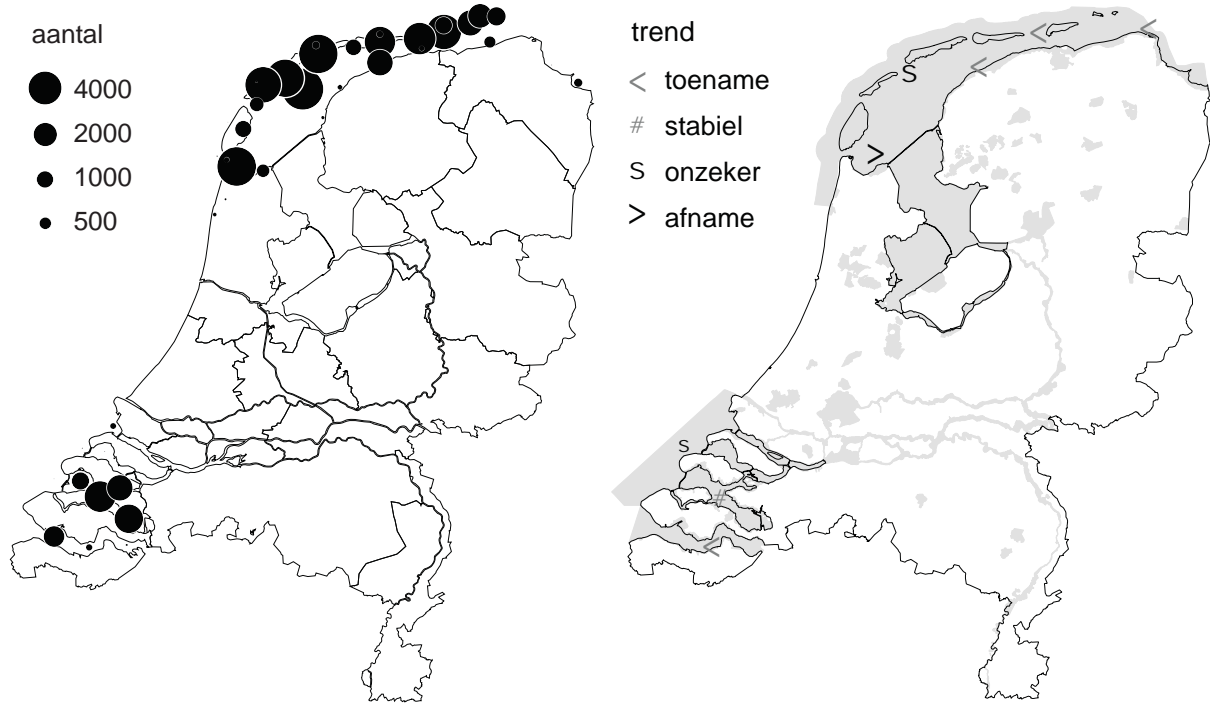 aantal
4000
2000
1000
500
trend
< toename
# stabiel
S onzeker
> afname
<
<
<
S
>
S
#
<